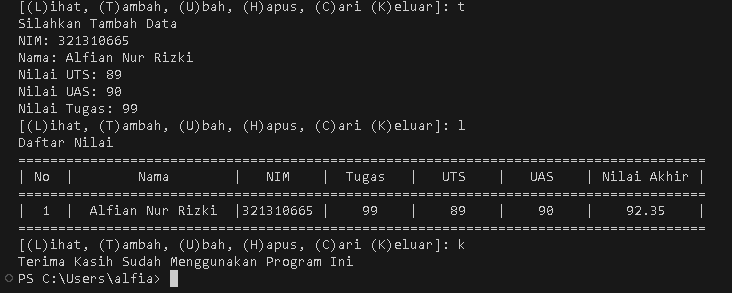 [(L)ihat, (T)ambah, (U)bah, (H)apus, (C)ari (K)eluar]: t
Silahkan Tambah Data
NIM: 321310665
Nama: Alfian Nur Rizki
Nilai UTS: 89
Nilai UAS: 90
Nilai Tugas: 99
[(L)ihat, (T)ambah, (U)bah, (H)apus, (C)ari (K)eluar]: l
Daftar Nilai
==================================================================================
| No | Nama | NIM | Tugas | UTS | UAS | Nilai Akhir |
==================================================================================
| 1 | Alfian Nur Rizki |321310665 | 99 | 89 | 90 | 92.35 |
==================================================================================
[(L)ihat, (T)ambah, (U)bah, (H)apus, (C)ari (K)eluar]: k
Terima Kasih Sudah Menggunakan Program Ini
PS C:\Users\alfia>